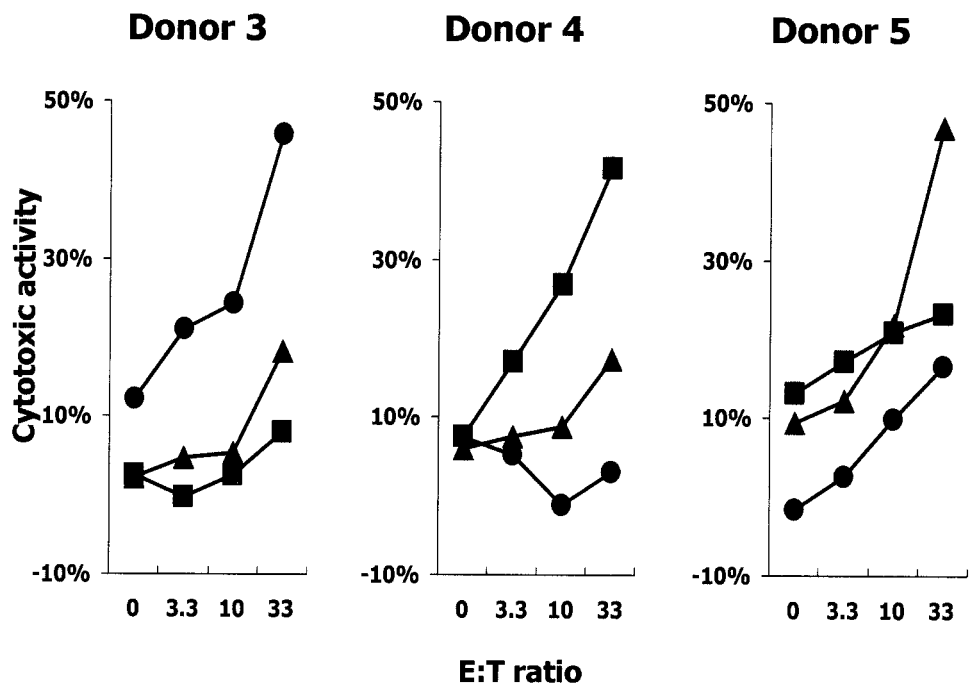 Donor 3 Donor 4 Donor 5
50% 50% 50%
30% 30% 30%
10% 10% 10%
-10% -10% -10%
Cytotoxic activity
0 3.3 10 33 0 3.3 10 33 0 3.3 10 33
E:T ratio